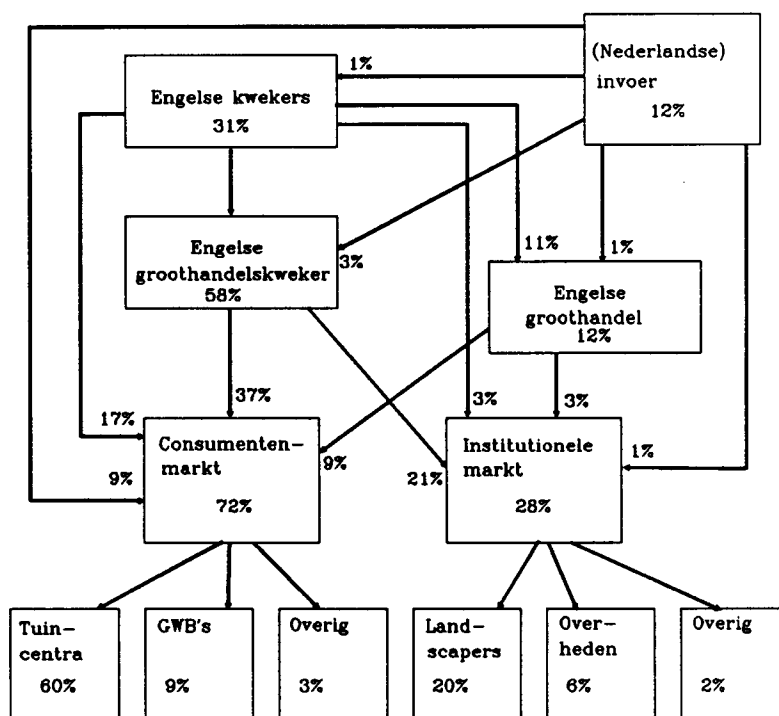 (Nederlandse)
invoer
12%
1%
Engelse kwekers
31%
Engelse
groothandelskweker
58%
3%
11%
1%
Engelse
groothandel
12%
37%
17%
9%
Consumenten-
markt
72%
9%
3%
3%
21%
Institutionele
markt
28%
1%
Tuin-
centra
60%
GWB's
9%
Overig
3%
Land-
scapers
20%
Over-
heden
6%
Overig
2%